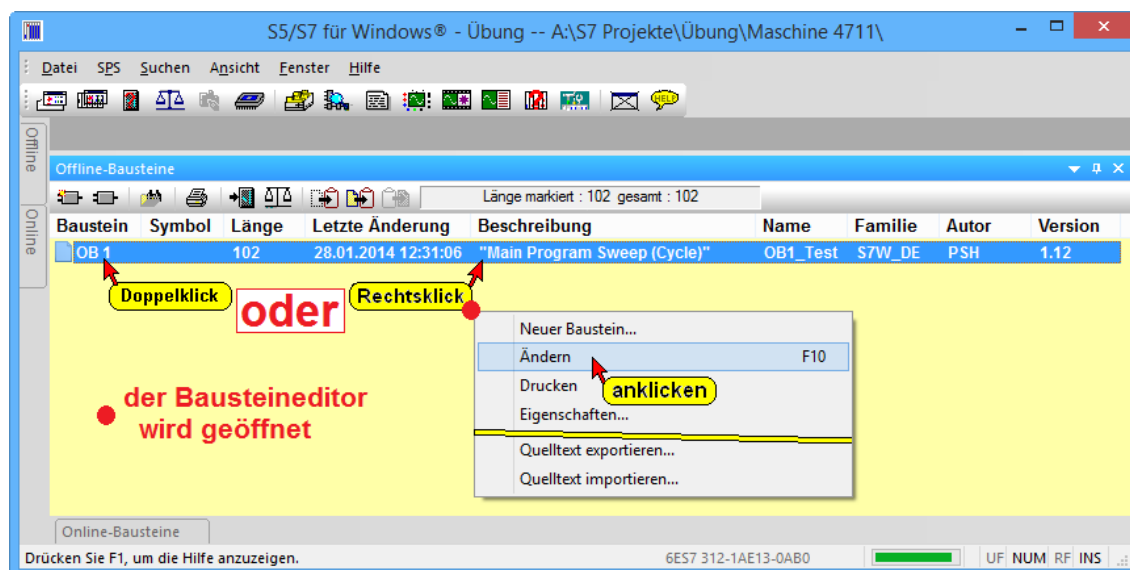 S5/S7 für Windows® - Übung -- A:\S7 Projekte\Übung\Maschine 4711\
Datei SPS Suchen Ansicht Fenster Hilfe
HELP
Offline
Online
Offline-Bausteine
Länge markiert : 102 gesamt : 102
Baustein Symbol Länge Letzte Änderung Beschreibung Name Familie Autor Version
OB 1 102 28.01.2014 12:31:06 "Main Program Sweep (Cycle)" OB1_Test S7W_DE PSH 1.12
Doppelklick
oder
Rechtsklick
Neuer Baustein...
Ändern F10
Drucken
anklicken
Eigenschaften...
Quelltext exportieren...
Quelltext importieren...
der Bausteineditor
wird geöffnet
Online-Bausteine
Drücken Sie F1, um die Hilfe anzuzeigen. 6ES7 312-1AE13-0AB0 UF NUM RF INS